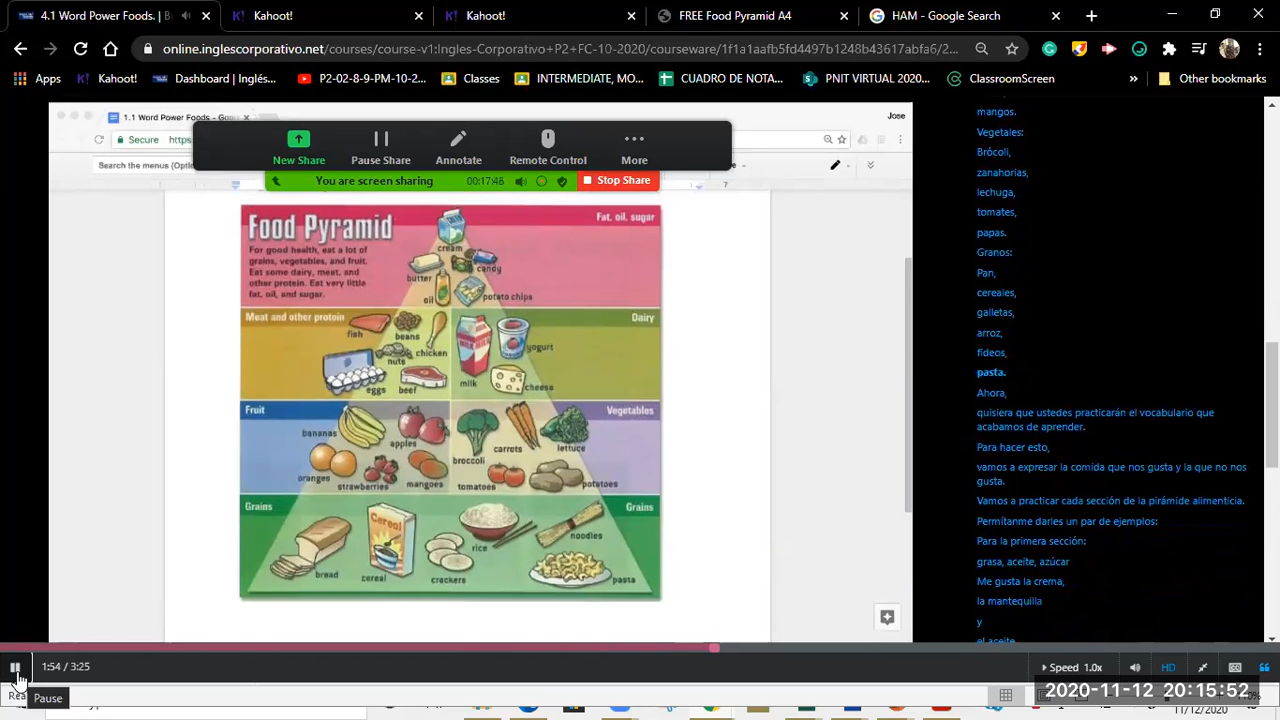 4.1 Word Power Foods. | B
Kahoot!
Kahoot!
FREE Food Pyramid A4
HAM - Google Search
online.inglescorporativo.net/courses/course-v1:Ingles-Corporativo+P2+FC-10-2020/courseware/1f1a1aafb5fd4497b1248b43617abfa6/2...
Apps
Kahoot!
Dashboard | Inglés...
P2-02-8-9-PM-10-2...
Classes
INTERMEDIATE, MO...
CUADRO DE NOTA...
PNIT VIRTUAL 2020...
ClassroomScreen
»
Other bookmarks
1.1 Word Power Foods - Go
Jose
Secure
https
Search the menus (Opti
New Share
Pause Share
Annotate
Remote Control
More
You are screen sharing
00:17:45
Stop Share
7
Food Pyramid
For good health, eat a lot of
grains, vegetables, and fruit.
Eat some dairy, meat, and
other protein. Eat very little
fat, oil, and sugar.
Fat, oil, sugar
cream
butter
candy
oil
potato chips
Meat and other protein
Dairy
fish
beans
chicken
nuts
eggs
beef
milk
yogurt
cheese
Fruit
Vegetables
bananas
apples
oranges
strawberries
mangoes
broccoli
carrots
lettuce
tomatoes
potatoes
Grains
Grains
bread
Cereal
cereal
crackers
rice
noodles
pasta
mangos.
Vegetales:
Brócoli,
zanahorias,
lechuga,
tomates,
papas.
Granos:
Pan,
cereales,
galletas,
arroz,
fideos,
pasta.
Ahora,
quisiera que ustedes practicarán el vocabulario que
acabamos de aprender.
Para hacer esto,
vamos a expresar la comida que nos gusta y la que no nos
gusta.
Vamos a practicar cada sección de la pirámide alimenticia.
Permítanme darles un par de ejemplos:
Para la primera sección:
grasa, aceite, azúcar
Me gusta la crema,
la mantequilla
y
el aceite
1:54 / 3:25
Speed 1.0x
HD
Pause
2020-11-12 20:15:52
11/12/2020